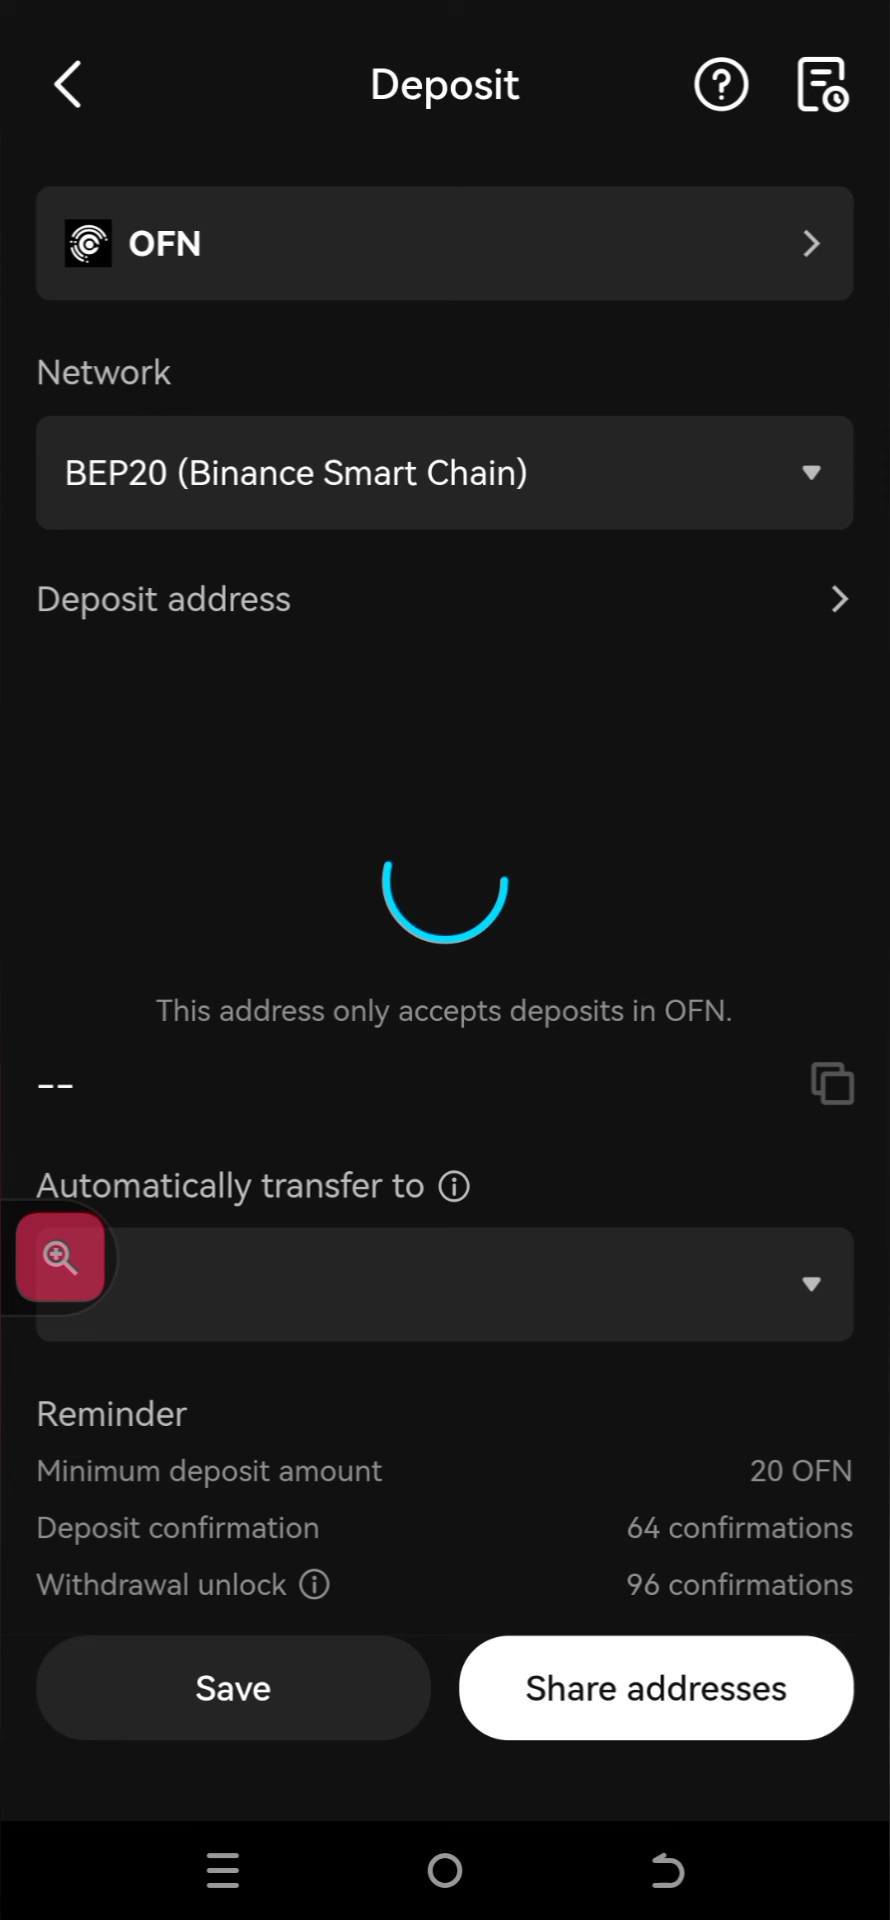 Deposit
OFN
Network
BEP20 (Binance Smart Chain)
Deposit address
This address only accepts deposits in OFN.
--
Automatically transfer to
Reminder
Minimum deposit amount 20 OFN
Deposit confirmation 64 confirmations
Withdrawal unlock 96 confirmations
Save Share addresses